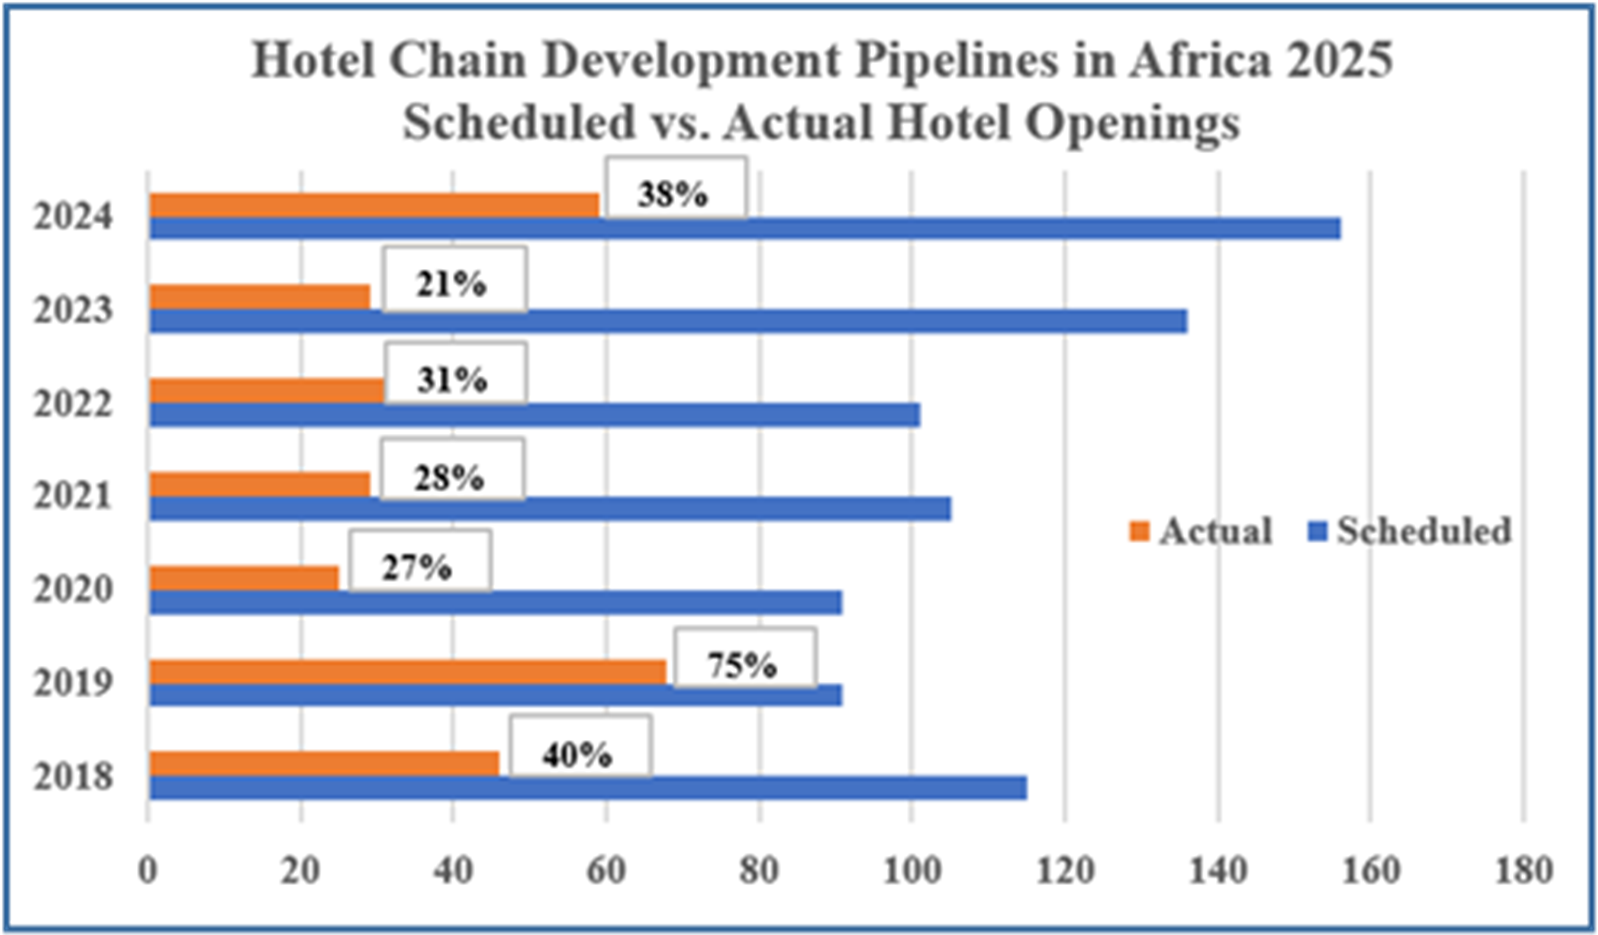 Hotel Chain Development Pipelines in Africa 2025
Scheduled vs. Actual Hotel Openings
2024
38%
2023
21%
2022
31%
2021
28%
Actual
Scheduled
2020
27%
2019
75%
2018
40%
0 20 40 60 80 100 120 140 160 180